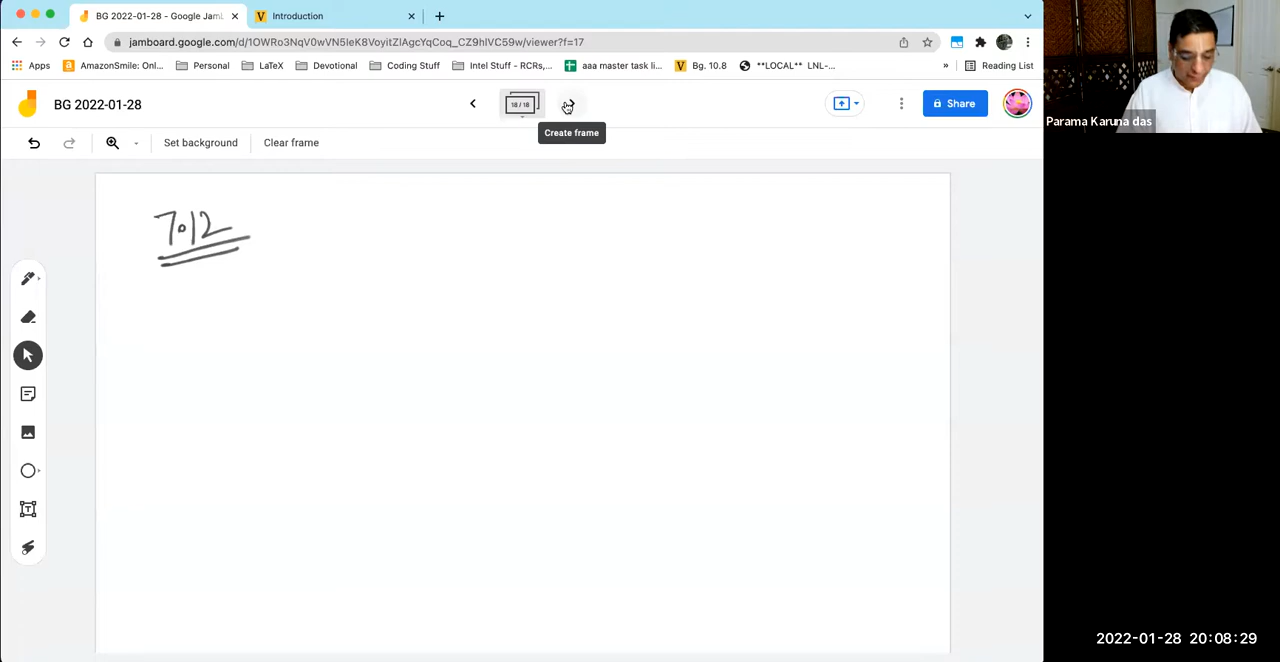 BG 2022-01-28 - Google Jam
Introduction
jamboard.google.com/d/1OWRo3NqV0wVN5IeK8VoyitZIAgcYqCoq_CZ9hlVC59w/viewer?f=17
Apps
AmazonSmile: Onl...
Personal
LaTeX
Devotional
Coding Stuff
Intel Stuff - RCRs,...
aaa master task li...
Bg. 10.8
**LOCAL** LNL-...
»
Reading List
BG 2022-01-28
18 / 18
Share
Create frame
Set background
Clear frame
7.12
Parama Karuna das
2022-01-28 20:08:29